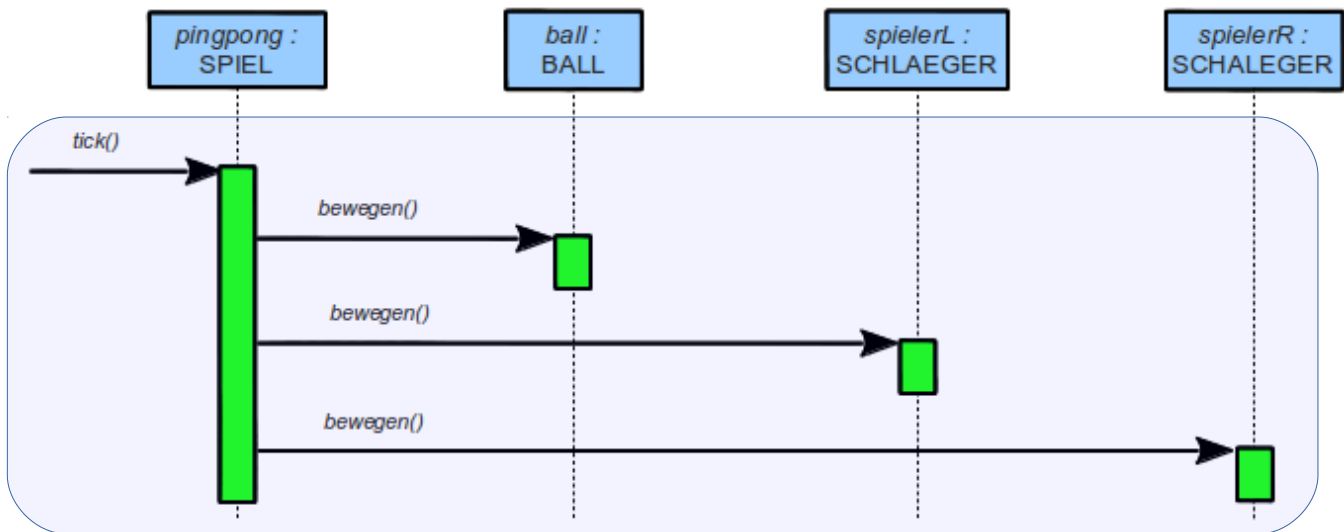 pingpong :
SPIEL
ball :
BALL
spielerL :
SCHLAEGER
spielerR :
SCHALEGER
tick()
bewegen()
bewegen()
bewegen()